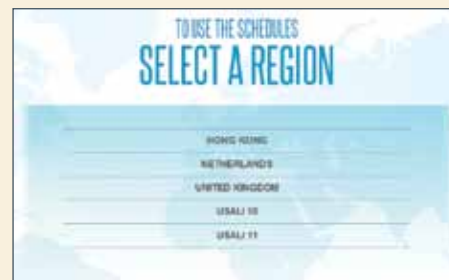 TO USE THE SCHEDULES
SELECT A REGION
HONG KONG
NETHERLANDS
UNITED KINGDOM
USALI 10
USALI 11